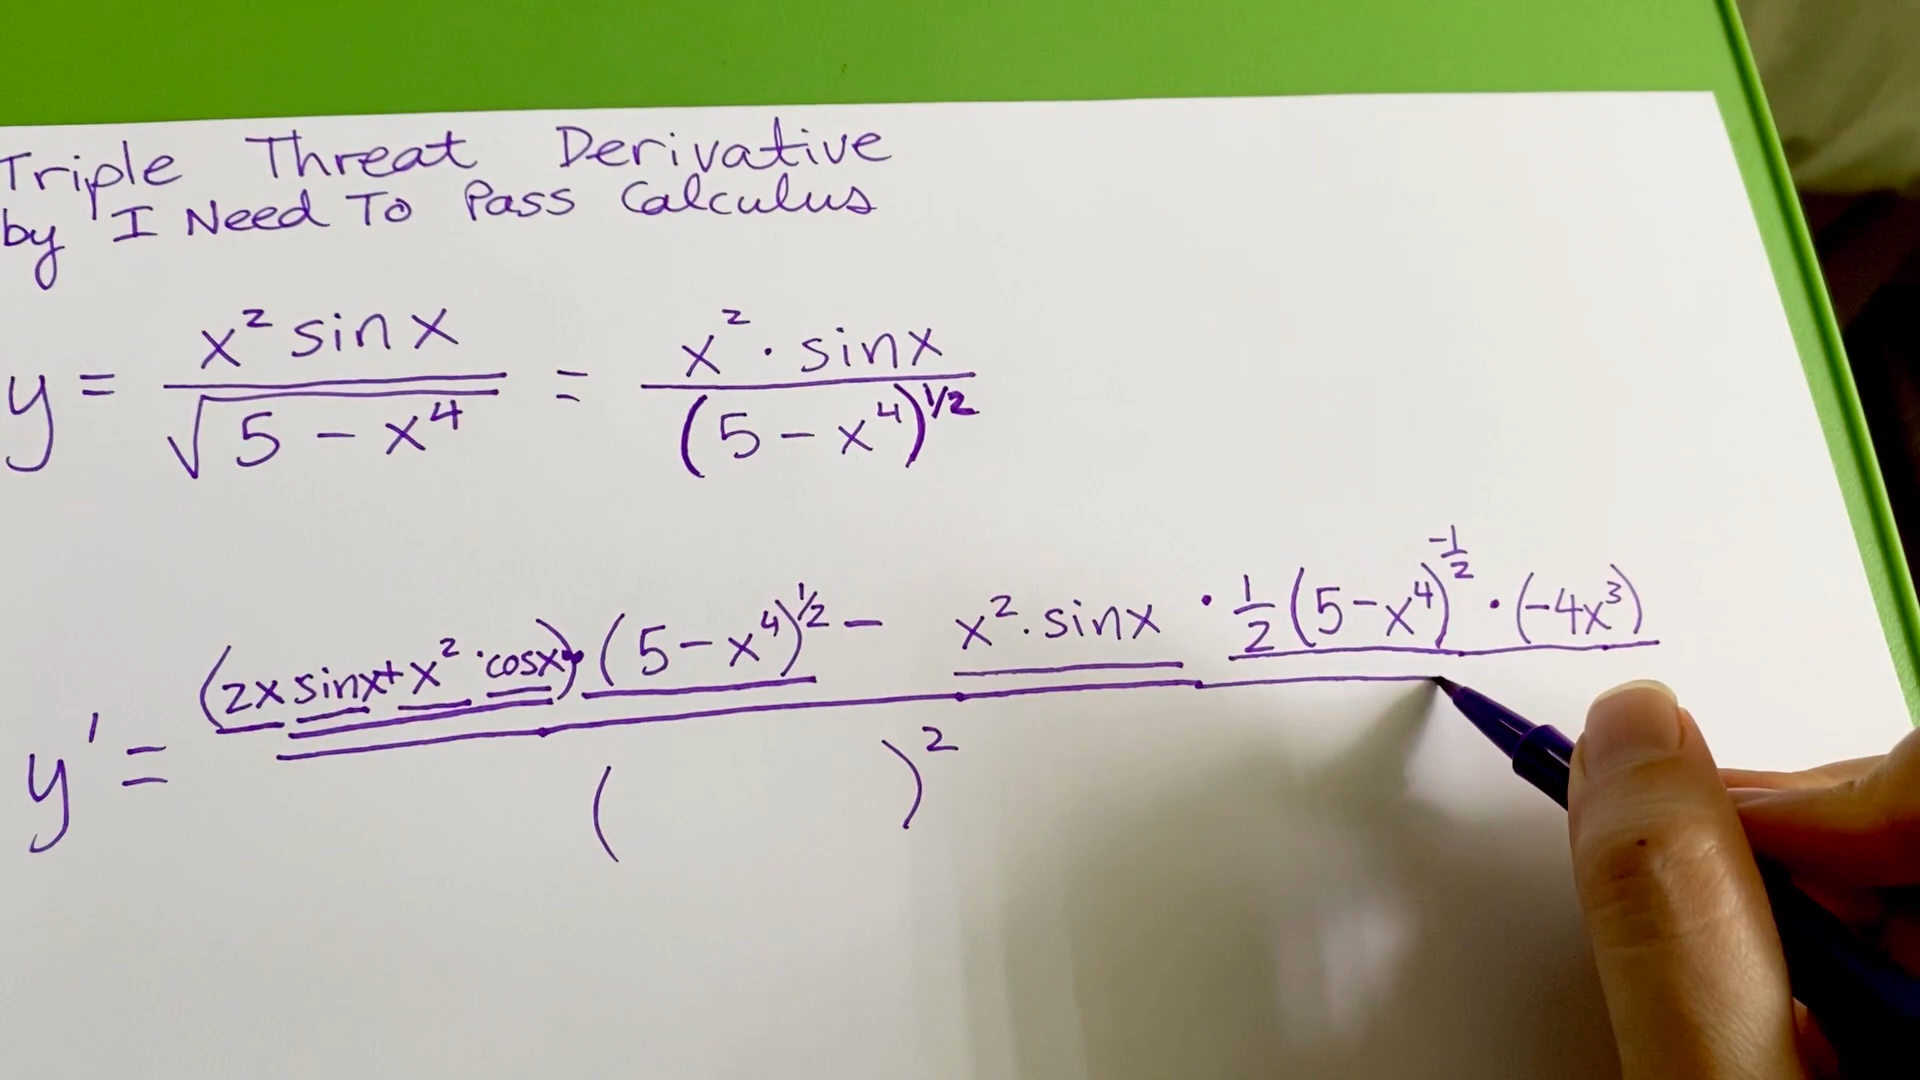 Triple Threat Derivative
by I Need To Pass Calculus
y = x² sin x / √(5 − x⁴) = x² · sinx / (5 − x⁴)^1/2
y' = (2x sinx + x² · cosx) · (5 − x⁴)^1/2 − x² · sinx · 1/2 (5 − x⁴)^-1/2 · (−4x³) / ( )²